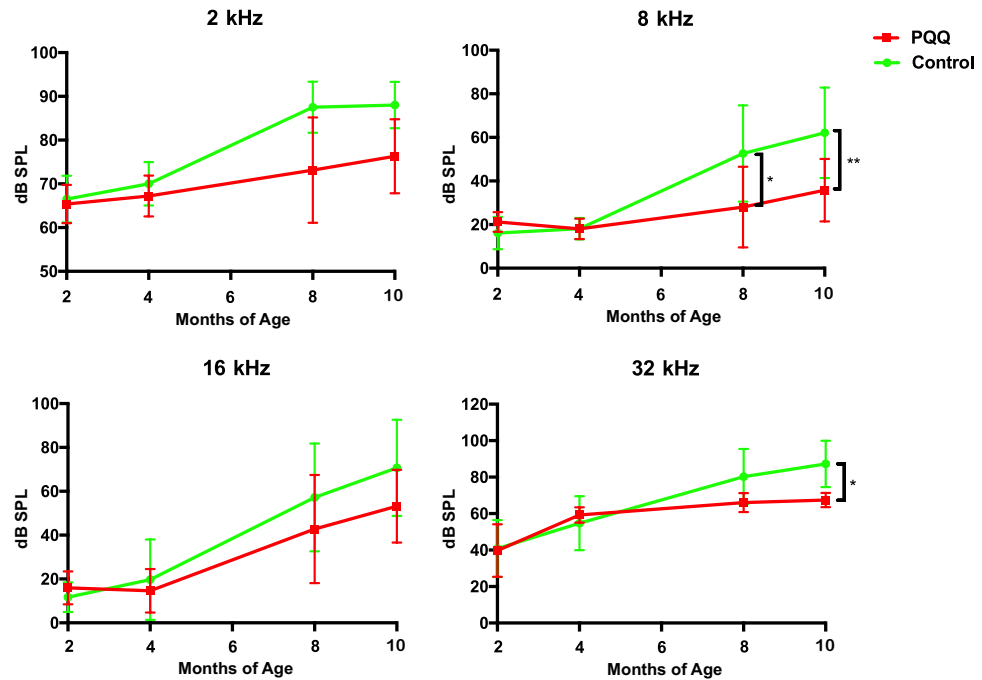 2 kHz
100
90
80
70
60
50
dB SPL
2 4 6 8 10
Months of Age
8 kHz
100
80
60
40
20
0
dB SPL
*
**
2 4 6 8 10
Months of Age
PQQ
Control
16 kHz
100
80
60
40
20
0
dB SPL
2 4 6 8 10
Months of Age
32 kHz
120
100
80
60
40
20
0
dB SPL
*
2 4 6 8 10
Months of Age